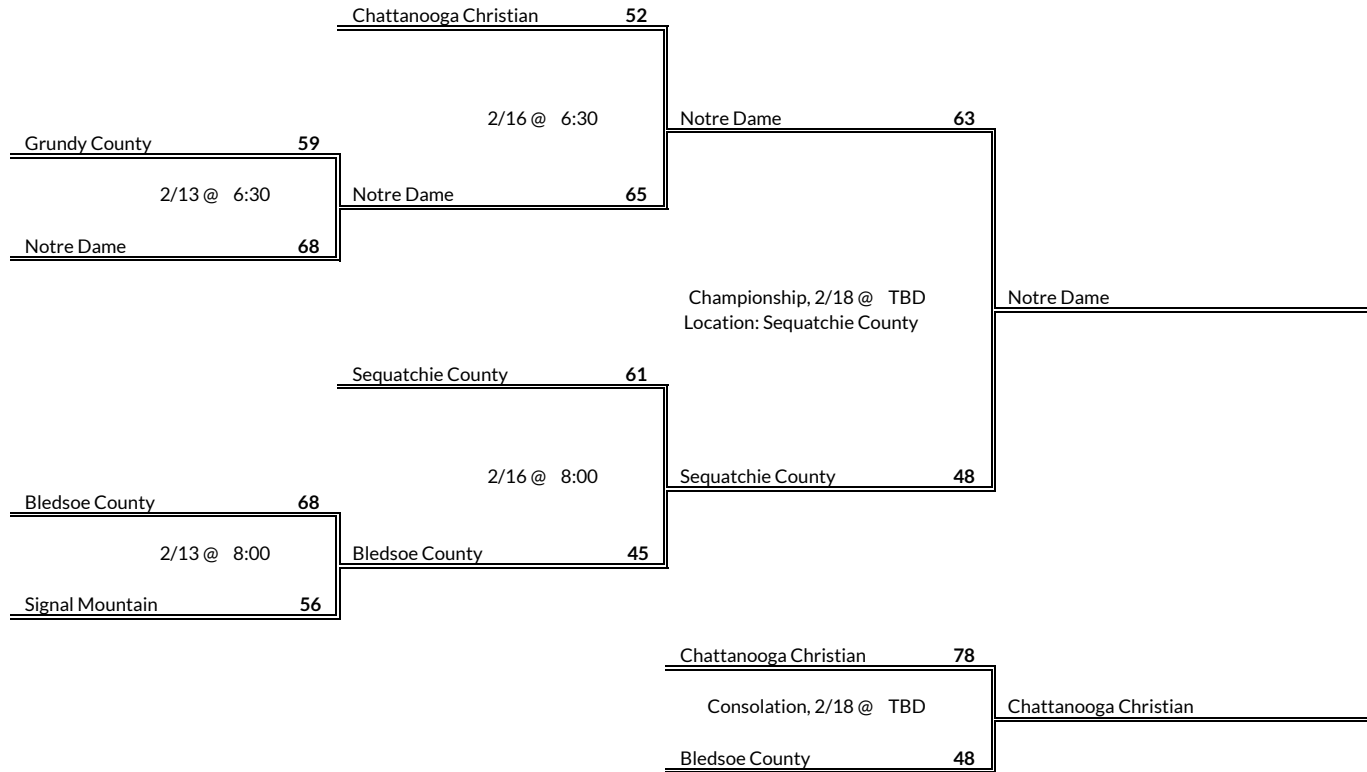 Chattanooga Christian 52
2/16 @ 6:30
Notre Dame 63
Grundy County 59
2/13 @ 6:30
Notre Dame 65
Notre Dame 68
Championship, 2/18 @ TBD
Notre Dame
Location: Sequatchie County
Sequatchie County 61
2/16 @ 8:00
Sequatchie County 48
Bledsoe County 68
2/13 @ 8:00
Bledsoe County 45
Signal Mountain 56
Chattanooga Christian 78
Consolation, 2/18 @ TBD
Chattanooga Christian
Bledsoe County 48